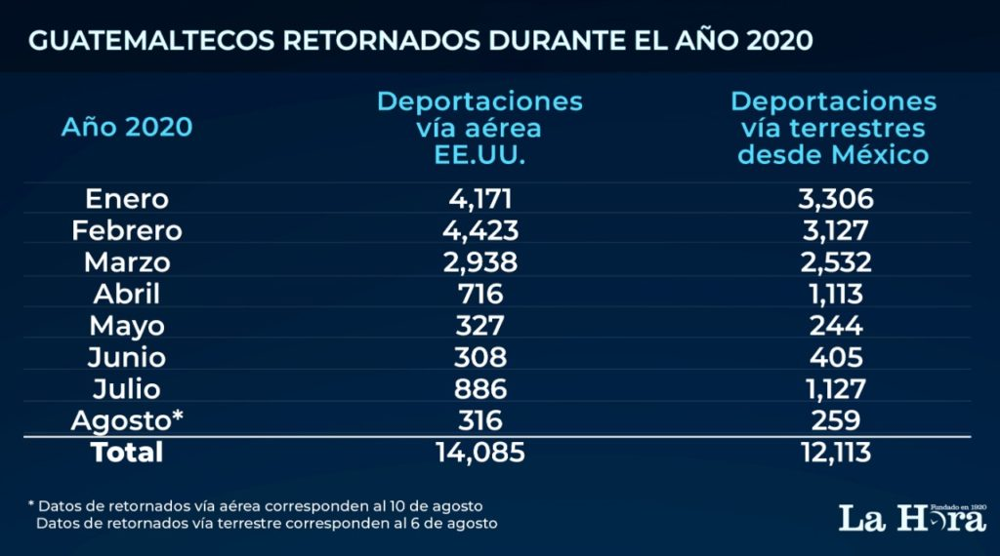 GUATEMALTECOS RETORNADOS DURANTE EL AÑO 2020
Año 2020
Deportaciones
vía aérea
EE.UU.
Deportaciones
vía terrestres
desde México
Enero 4,171 3,306
Febrero 4,423 3,127
Marzo 2,938 2,532
Abril 716 1,113
Mayo 327 244
Junio 308 405
Julio 886 1,127
Agosto* 316 259
Total 14,085 12,113
* Datos de retornados vía aérea corresponden al 10 de agosto
Datos de retornados vía terrestre corresponden al 6 de agosto
Fundado en 1920
La Hora